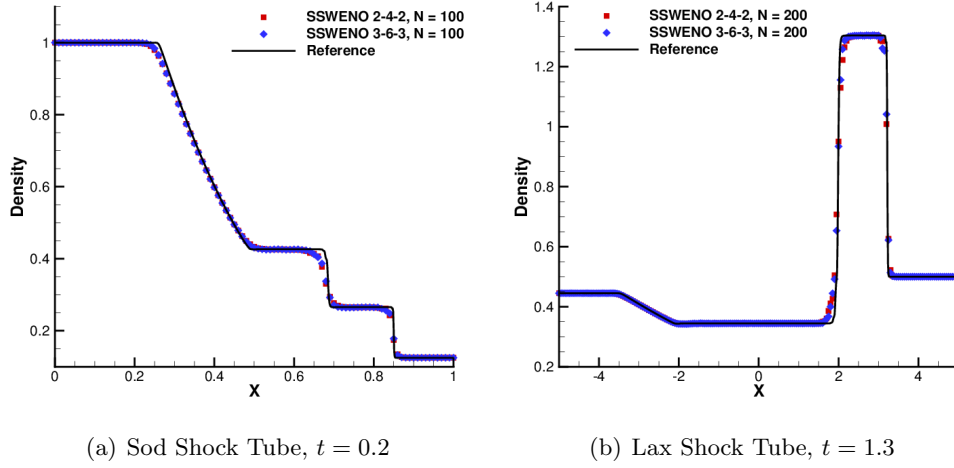 SSWENO 2-4-2, N = 100
SSWENO 3-6-3, N = 100
Reference
Density
1
0.8
0.6
0.4
0.2
0 0.2 0.4 0.6 0.8 1
X
(a) Sod Shock Tube, t = 0.2
SSWENO 2-4-2, N = 200
SSWENO 3-6-3, N = 200
Reference
Density
1.4
1.2
1
0.8
0.6
0.4
0.2
-4 -2 0 2 4
X
(b) Lax Shock Tube, t = 1.3